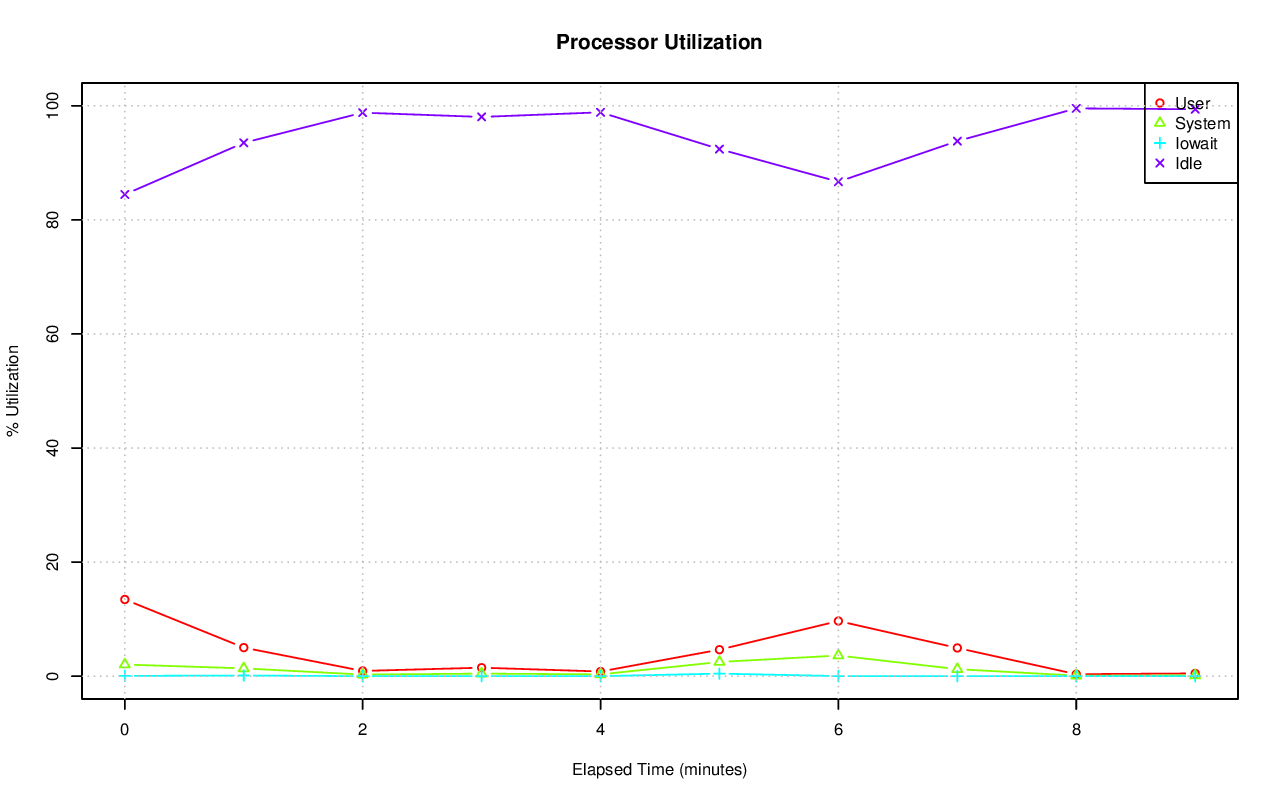 Processor Utilization
% Utilization
100
80
60
40
20
0
User
System
Iowait
Idle
0 2 4 6 8
Elapsed Time (minutes)